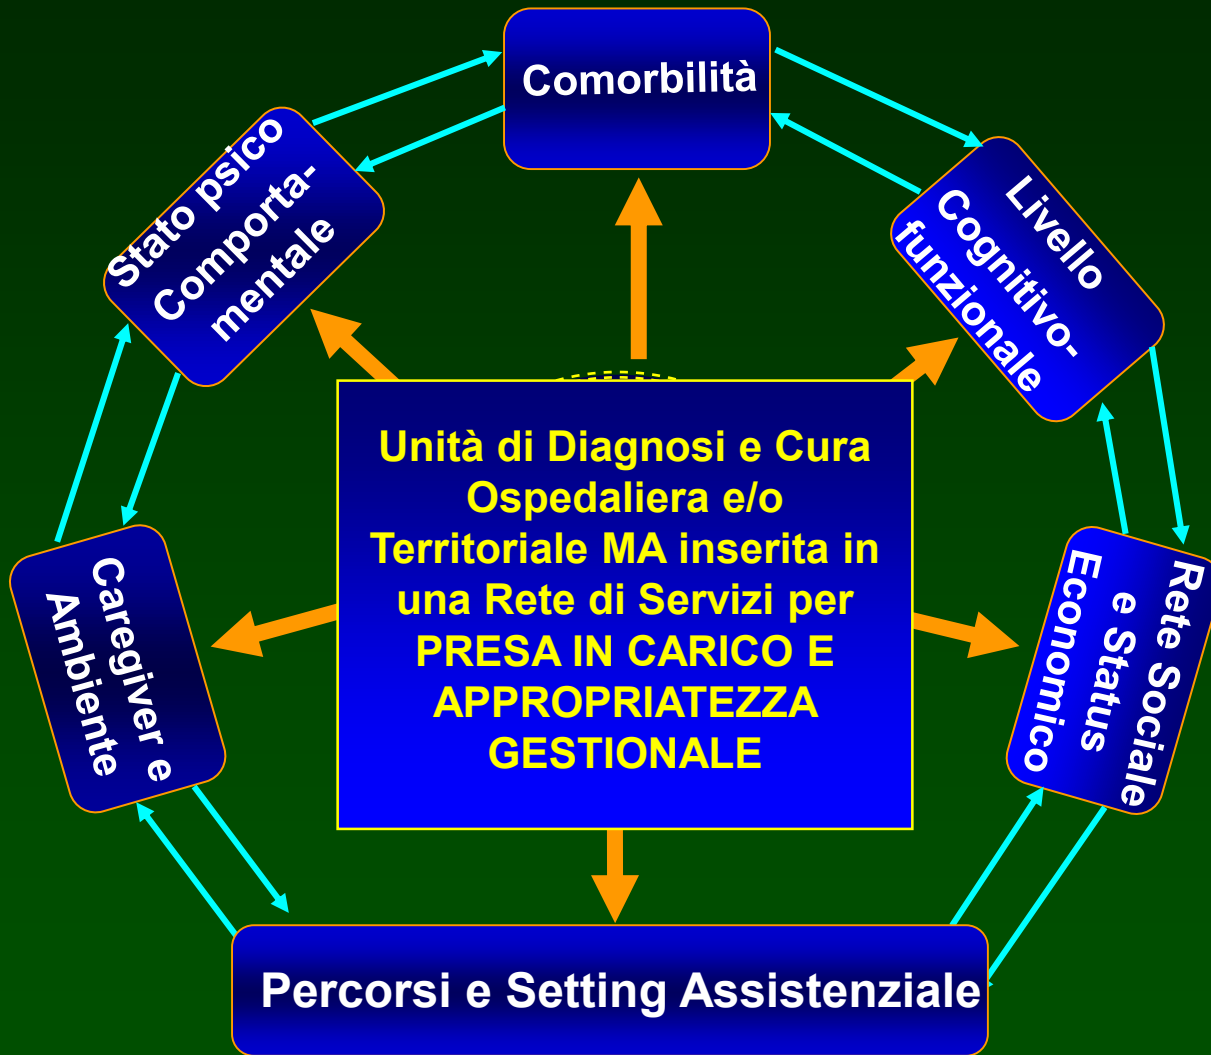 Comorbilità
Stato psico
Comporta-
mentale
Livello
Cognitivo-
funzionale
Unità di Diagnosi e Cura
Ospedaliera e/o
Territoriale MA inserita in
una Rete di Servizi per
PRESA IN CARICO E
APPROPRIATEZZA
GESTIONALE
Caregiver e
Ambiente
Rete Sociale
e Status
Economico
Percorsi e Setting Assistenziale